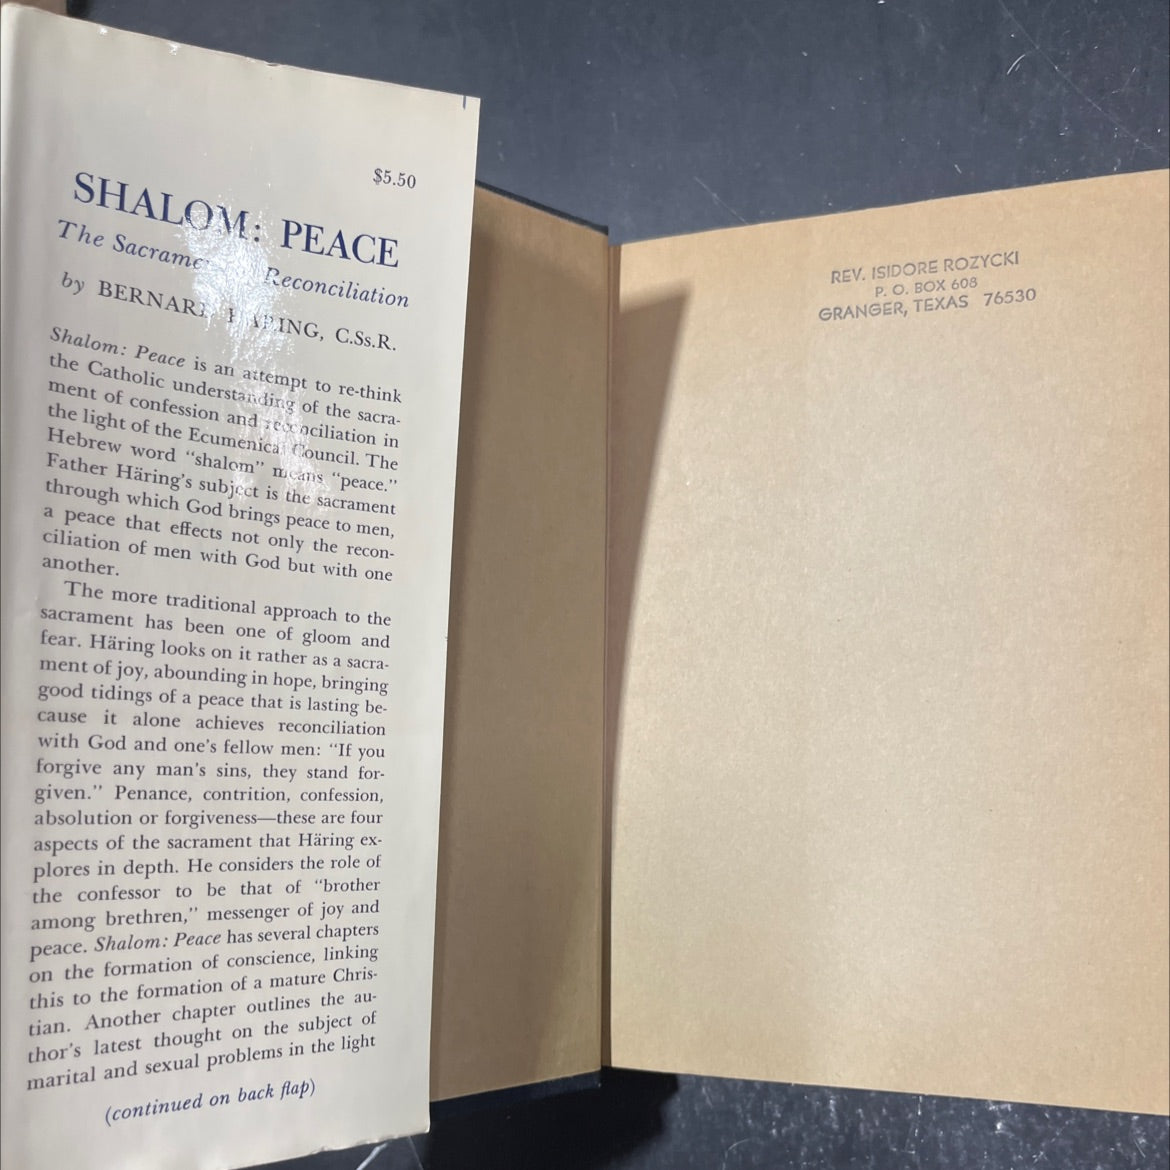 $5.50
SHALOM: PEACE
The Reconciliation
by C.Ss.R.
Shalom: Peace is an attempt to re-think
the Catholic understanding of the sacra-
ment of confession and reconciliation in
the light of the Ecumenical Council. The
Hebrew word “shalom” means “peace.”
Father Häring’s subject is the sacrament
through which God brings peace to men,
a peace that effects not only the recon-
ciliation of men with God but with one
another.
The more traditional approach to the
sacrament has been one of gloom and
fear. Häring looks on it rather as a sacra-
ment of joy, abounding in hope, bringing
good tidings of a peace that is lasting be-
cause it alone achieves reconciliation
with God and one’s fellow men: “If you
forgive any man’s sins, they stand for-
given.” Penance, contrition, confession,
absolution or forgiveness—these are four
aspects of the sacrament that Häring ex-
plores in depth. He considers the role of
the confessor to be that of “brother
among brethren,” messenger of joy and
peace. Shalom: Peace has several chapters
on the formation of conscience, linking
this to the formation of a mature Chris-
tian. Another chapter outlines the au-
thor’s latest thought on the subject of
marital and sexual problems in the light
(continued on back flap)
REV. ISIDORE ROZYCKI
P. O. BOX 608
GRANGER, TEXAS 76530